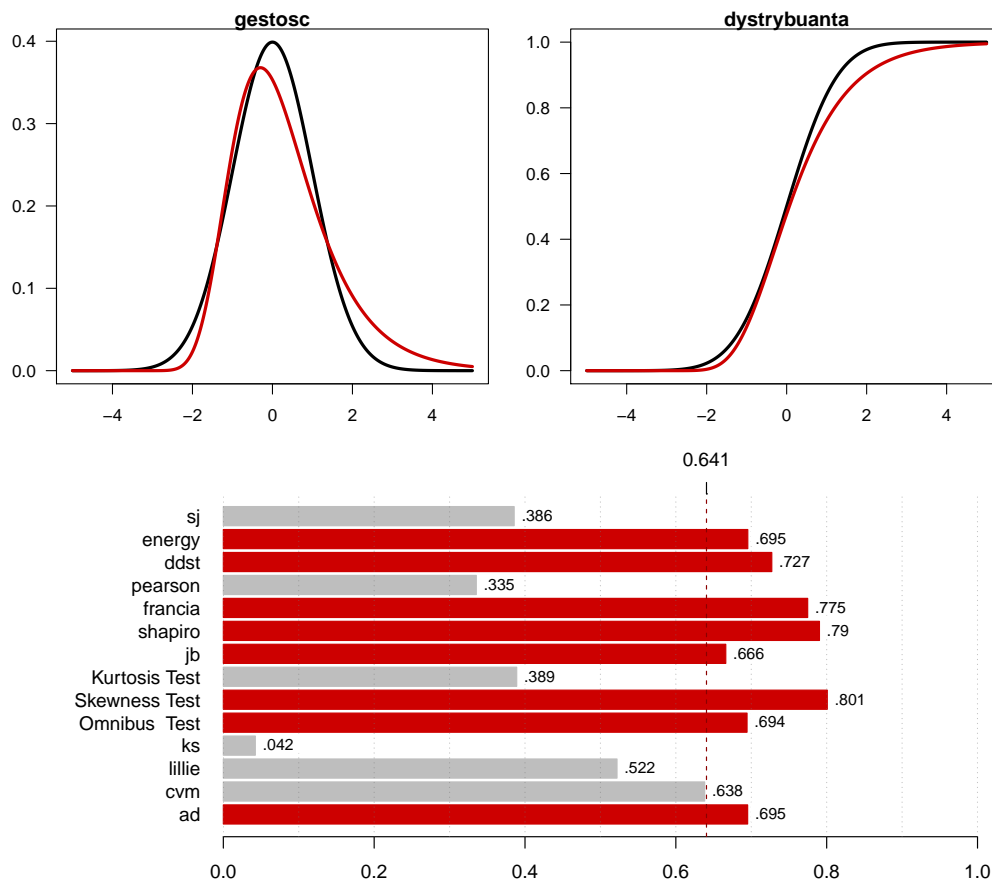 gestosc
0.4
0.3
0.2
0.1
0.0
−4 −2 0 2 4
dystrybuanta
1.0
0.8
0.6
0.4
0.2
0.0
−4 −2 0 2 4
0.641
sj .386
energy .695
ddst .727
pearson .335
francia .775
shapiro .79
jb .666
Kurtosis Test .389
Skewness Test .801
Omnibus  Test .694
ks .042
lillie .522
cvm .638
ad .695
0.0 0.2 0.4 0.6 0.8 1.0